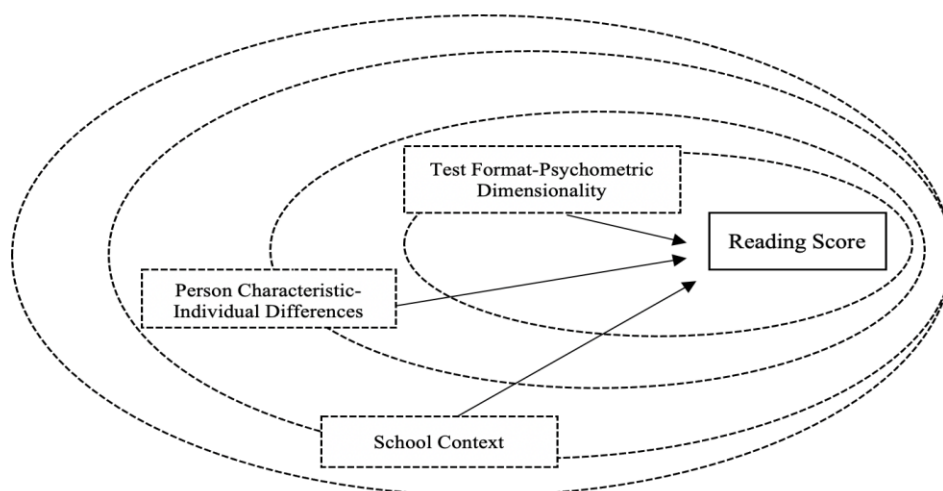 Test Format-Psychometric
Dimensionality
Reading Score
Person Characteristic-
Individual Differences
School Context